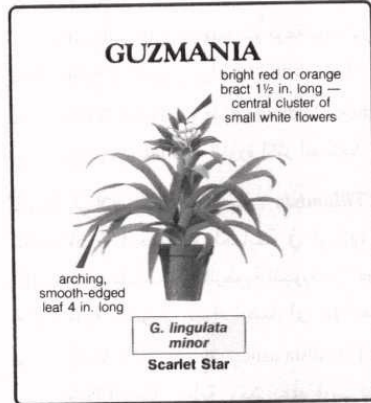 GUZMANIA
bright red or orange
bract 1½ in. long —
central cluster of
small white flowers
arching,
smooth-edged
leaf 4 in. long
G. lingulata
minor
Scarlet Star